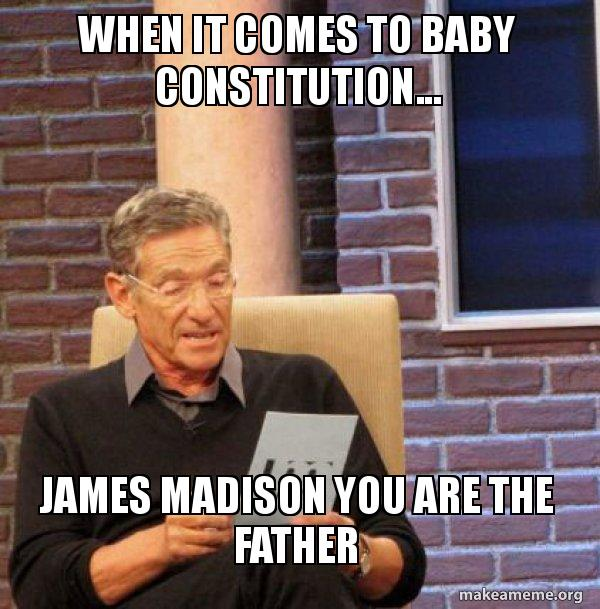 WHEN IT COMES TO BABY
CONSTITUTION...
JAMES MADISON YOU ARE THE
FATHER
makeameme.org